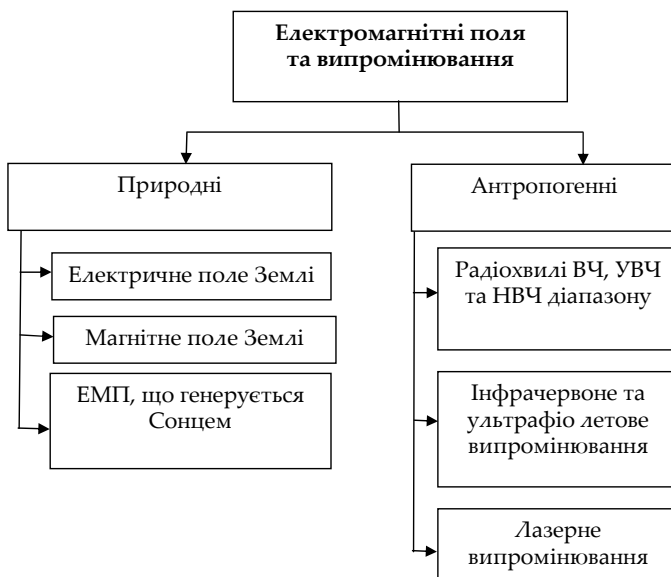 Електромагнітні поля
та випромінювання
Природні
Електричне поле Землі
Магнітне поле Землі
ЕМП, що генерується
Сонцем
Антропогенні
Радіохвилі ВЧ, УВЧ
та НВЧ діапазону
Інфрачервоне та
ультрафіо летове
випромінювання
Лазерне
випромінювання